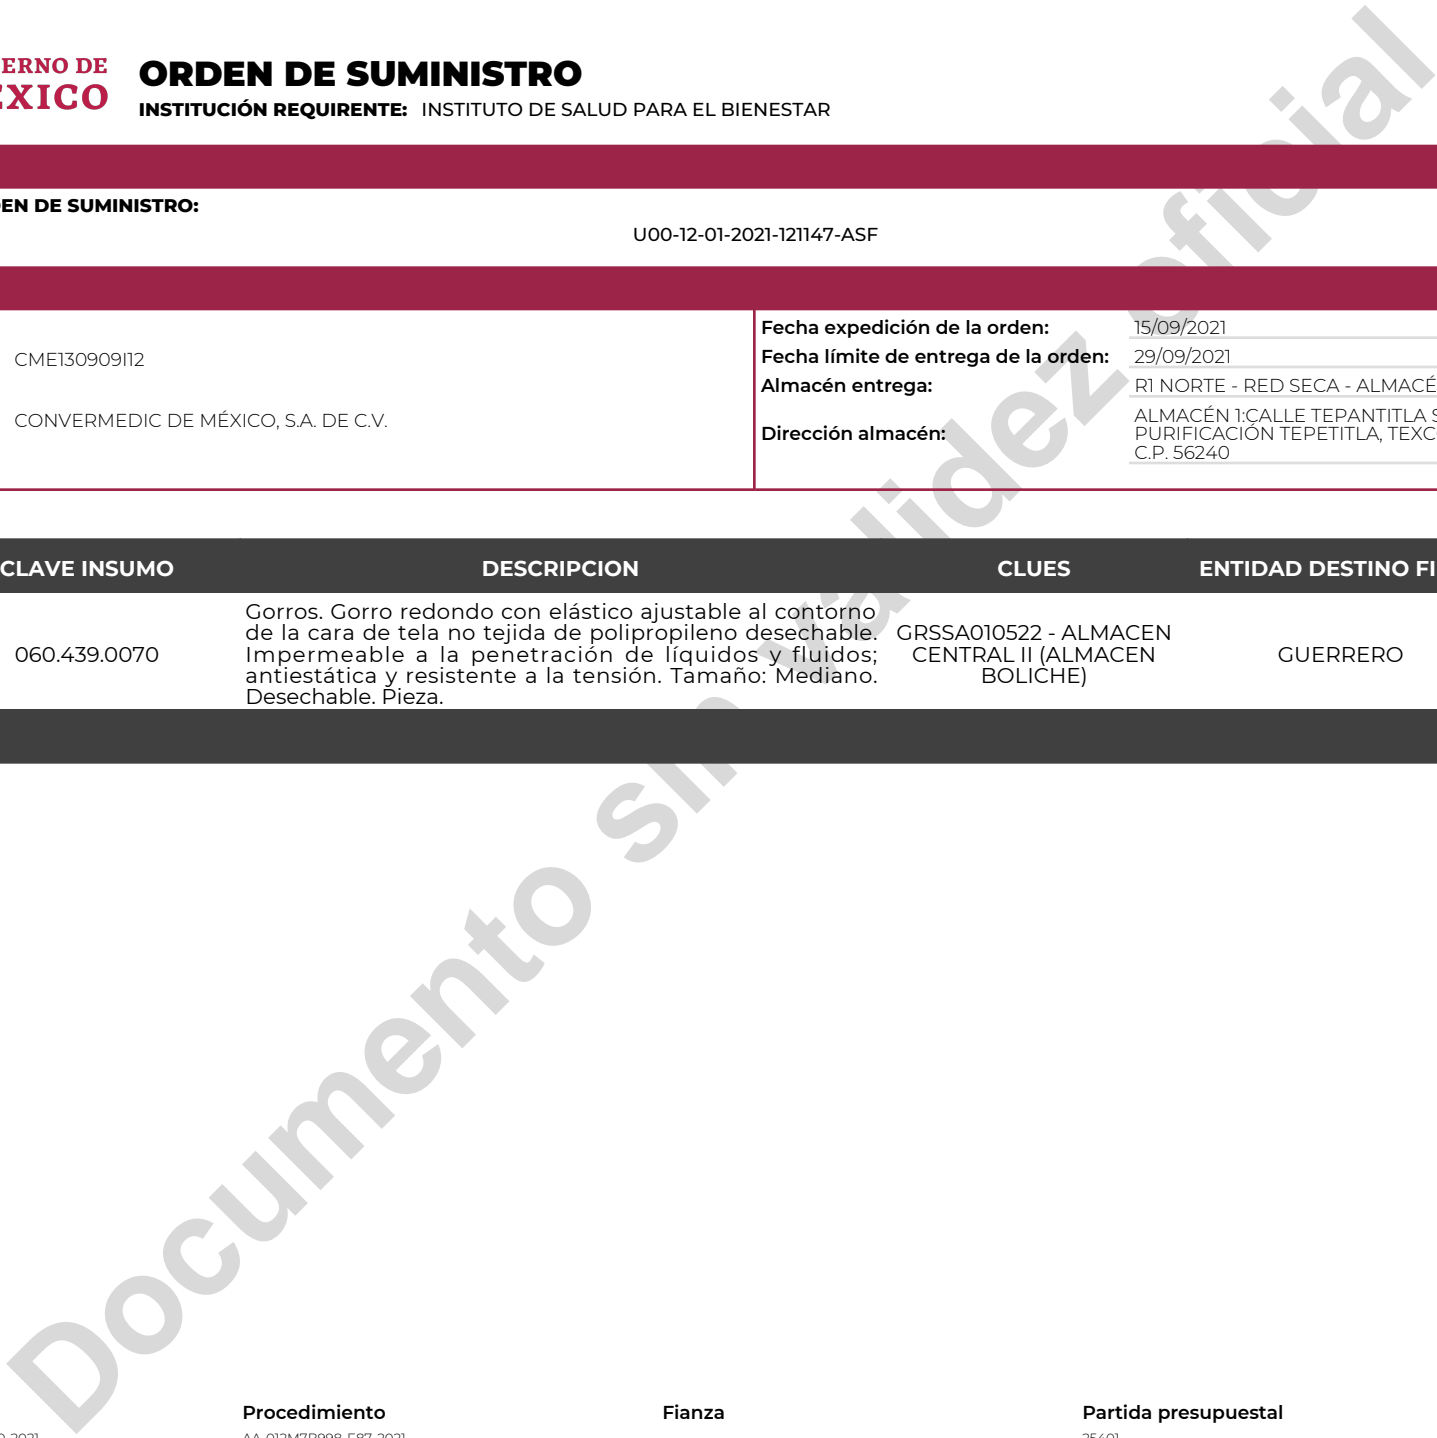 ERNO DE
ÉXICO
ORDEN DE SUMINISTRO
INSTITUCIÓN REQUIRENTE: INSTITUTO DE SALUD PARA EL BIENESTAR
EN DE SUMINISTRO:
U00-12-01-2021-121147-ASF
CME130909I12
CONVERMEDIC DE MÉXICO, S.A. DE C.V.
Fecha expedición de la orden: 15/09/2021
Fecha límite de entrega de la orden: 29/09/2021
Almacén entrega: R1 NORTE - RED SECA - ALMACÉ
Dirección almacén:
ALMACÉN 1:CALLE TEPANTITLA S
PURIFICACIÓN TEPETITLA, TEXC
C.P. 56240
CLAVE INSUMO DESCRIPCION CLUES ENTIDAD DESTINO FI
060.439.0070
Gorros. Gorro redondo con elástico ajustable al contorno
de la cara de tela no tejida de polipropileno desechable.
Impermeable a la penetración de líquidos y fluidos;
antiestática y resistente a la tensión. Tamaño: Mediano.
Desechable. Pieza.
GRSSA010522 - ALMACEN
CENTRAL II (ALMACEN
BOLICHE)
GUERRERO
Documento sin validez oficial
Procedimiento Fianza Partida presupuestal